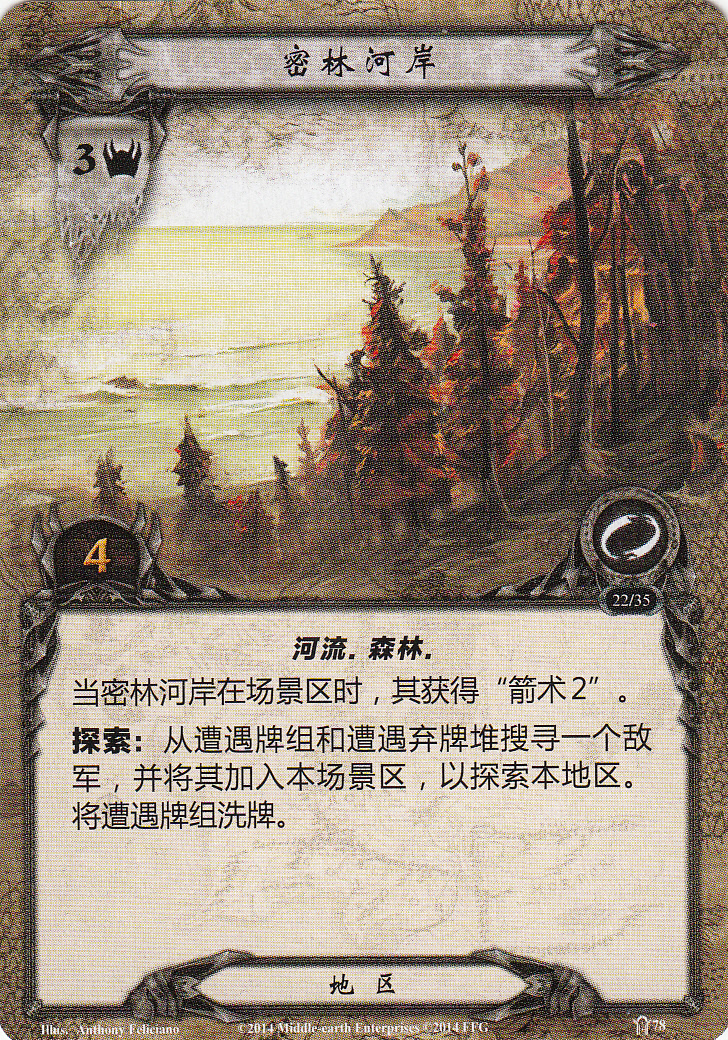 密林河岸
3
4
22/35
河流. 森林.
当密林河岸在场景区时，其获得“箭术2”。
探索：从遭遇牌组和遭遇弃牌堆搜寻一个敌
军，并将其加入本场景区，以探索本地区。
将遭遇牌组洗牌。
MORDOR
地区
Illus. Anthony Feliciano ©2014 Middle-earth Enterprises ©2014 FFG 78